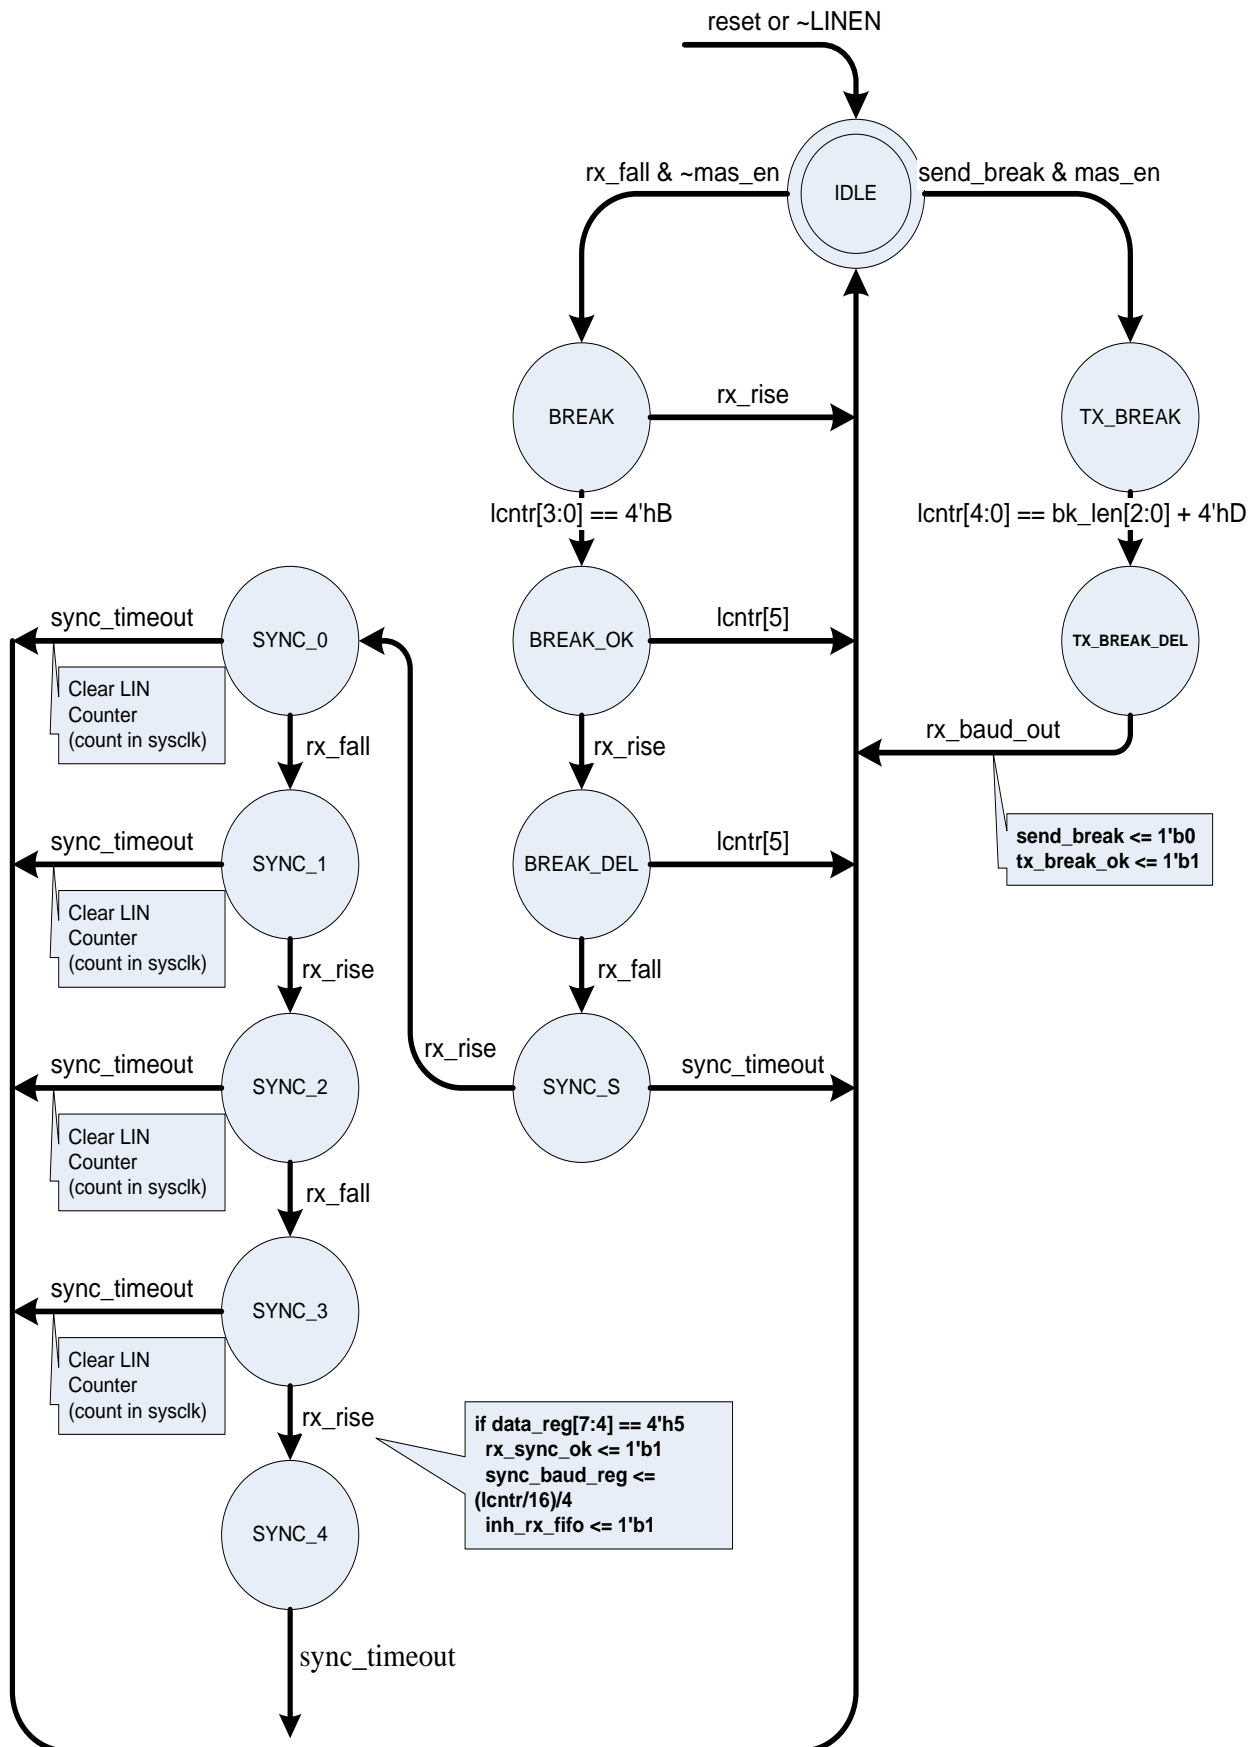 reset or ~LINEN
rx_fall & ~mas_en
send_break & mas_en
IDLE
BREAK
rx_rise
TX_BREAK
lcntr[3:0] == 4'hB
lcntr[4:0] == bk_len[2:0] + 4'hD
sync_timeout
SYNC_0
BREAK_OK
lcntr[5]
TX_BREAK_DEL
Clear LIN
Counter
(count in sysclk)
rx_fall
rx_rise
rx_baud_out
sync_timeout
SYNC_1
BREAK_DEL
lcntr[5]
send_break <= 1'b0
tx_break_ok <= 1'b1
Clear LIN
Counter
(count in sysclk)
rx_rise
rx_fall
sync_timeout
SYNC_2
rx_rise
SYNC_S
sync_timeout
Clear LIN
Counter
(count in sysclk)
rx_fall
sync_timeout
SYNC_3
Clear LIN
Counter
(count in sysclk)
rx_rise
if data_reg[7:4] == 4'h5
rx_sync_ok <= 1'b1
sync_baud_reg <=
(lcntr/16)/4
inh_rx_fifo <= 1'b1
SYNC_4
sync_timeout